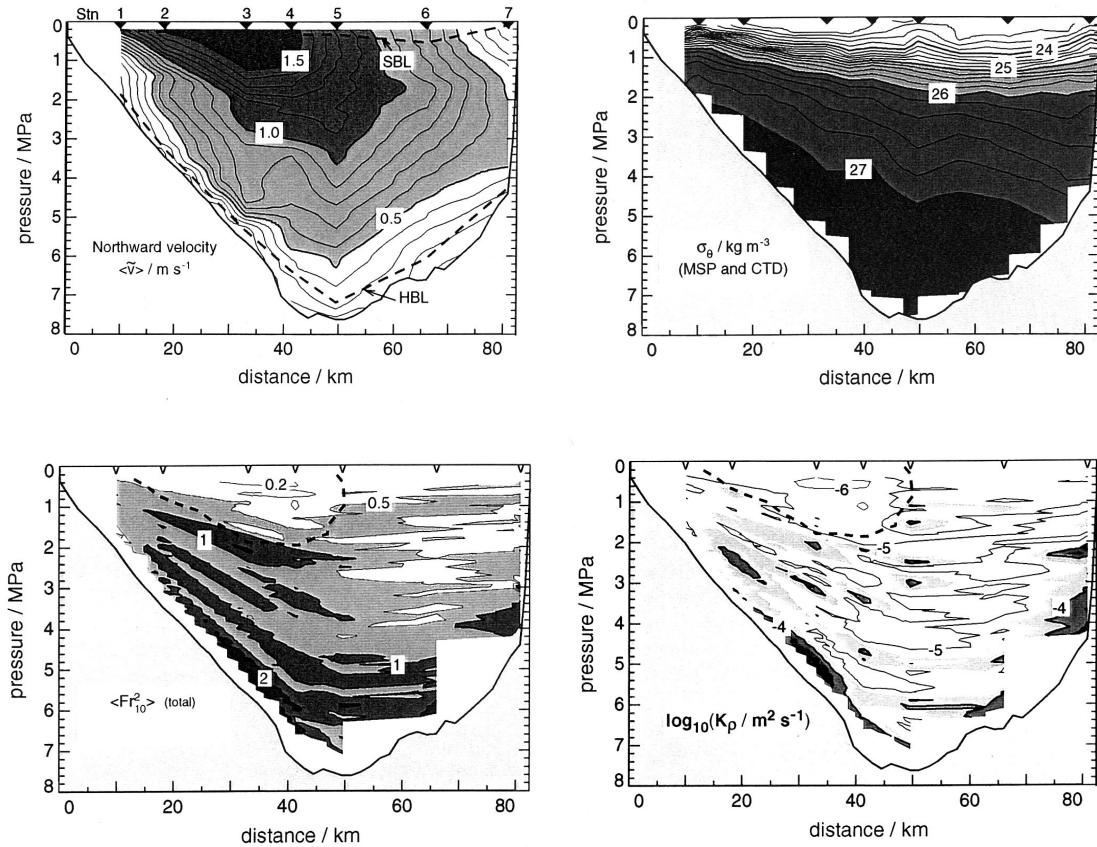 Stn 1 2 3 4 5 6 7
0
1
2
3
4
5
6
7
8
pressure / MPa
SBL
1.5
1.0
0.5
HBL
Northward velocity
<ṽ> / m s⁻¹
0 20 40 60 80
distance / km
0
1
2
3
4
5
6
7
8
pressure / MPa
24
25
26
27
σθ / kg m⁻³
(MSP and CTD)
0 20 40 60 80
distance / km
0
1
2
3
4
5
6
7
8
pressure / MPa
0.2
0.5
1
1
2
<Fr²₁₀> (total)
0 20 40 60 80
distance / km
0
1
2
3
4
5
6
7
8
pressure / MPa
-6
-5
-4
-4
-5
log₁₀(Kρ / m² s⁻¹)
0 20 40 60 80
distance / km